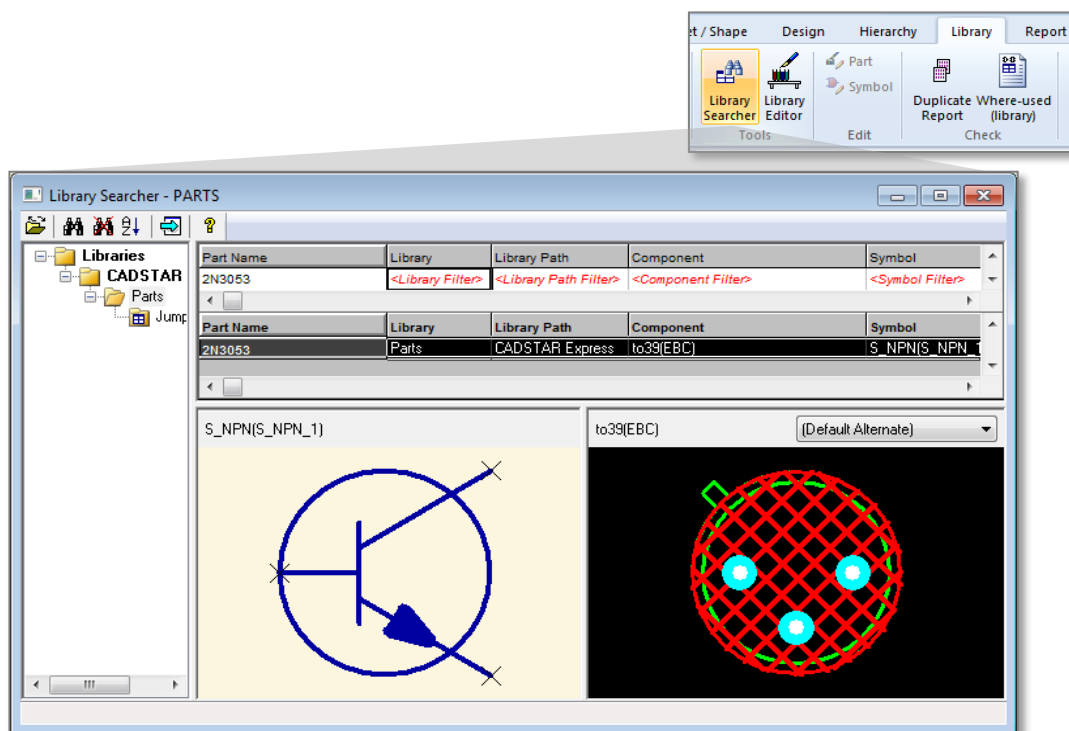 et / Shape Design Hierarchy Library Report
Library Searcher
Library Editor
Part
Symbol
Duplicate Report
Where-used (library)
Tools Edit Check
Library Searcher - PARTS
Libraries
CADSTAR
Parts
Jump
Part Name Library Library Path Component Symbol
2N3053 <Library Filter> <Library Path Filter> <Component Filter> <Symbol Filter>
Part Name Library Library Path Component Symbol
2N3053 Parts CADSTAR Express to39(EBC) S_NPN(S_NPN_1
S_NPN(S_NPN_1)
to39(EBC) (Default Alternate)